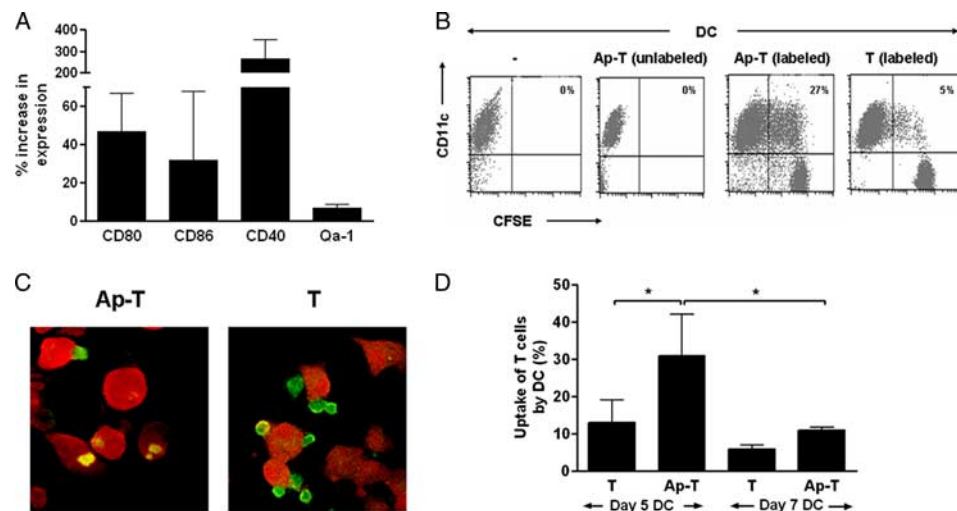 A
% increase in
expression
400
300
200
60
40
20
0
CD80 CD86 CD40 Qa-1
B
DC
- Ap-T (unlabeled) Ap-T (labeled) T (labeled)
0% 0% 27% 5%
CD11c
CFSE
C
Ap-T T
D
Uptake of T cells
by DC (%)
50
40
30
20
10
0
* *
T Ap-T T Ap-T
Day 5 DC Day 7 DC